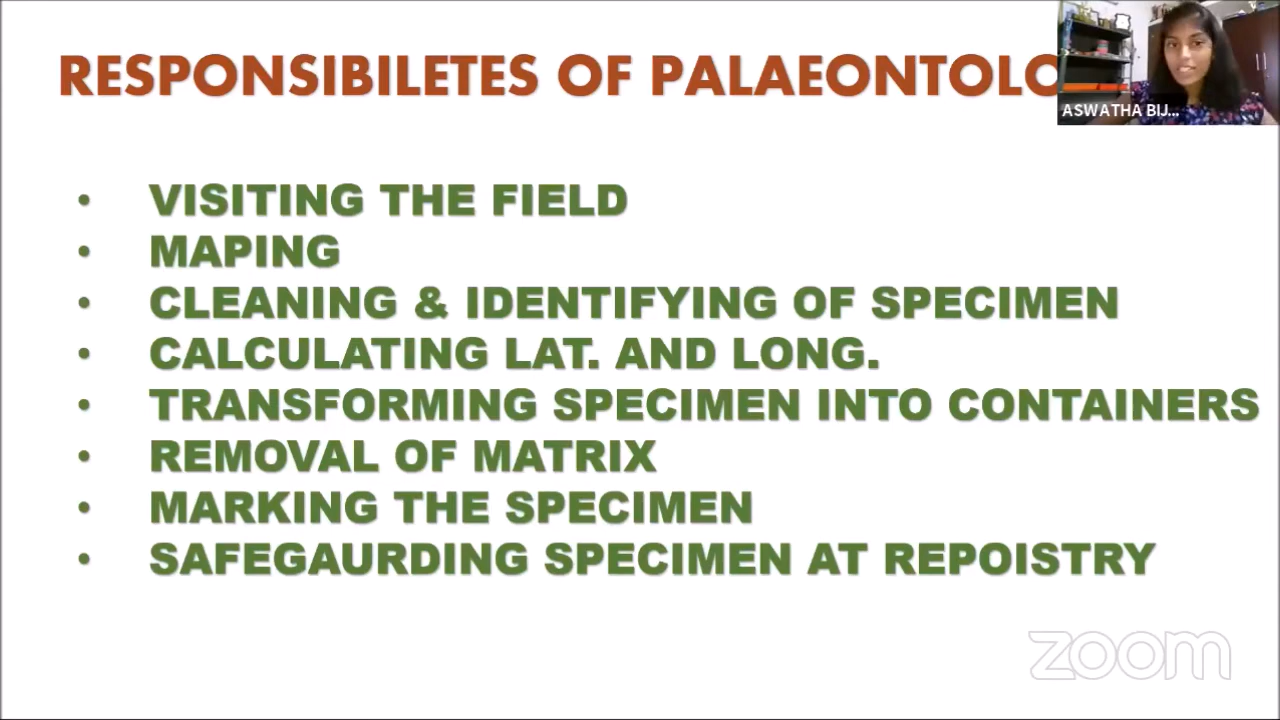 RESPONSIBILETES OF PALAEONTOLO
ASWATHA BIJ...
• VISITING THE FIELD
• MAPING
• CLEANING & IDENTIFYING OF SPECIMEN
• CALCULATING LAT. AND LONG.
• TRANSFORMING SPECIMEN INTO CONTAINERS
• REMOVAL OF MATRIX
• MARKING THE SPECIMEN
• SAFEGAURDING SPECIMEN AT REPOISTRY
zoom